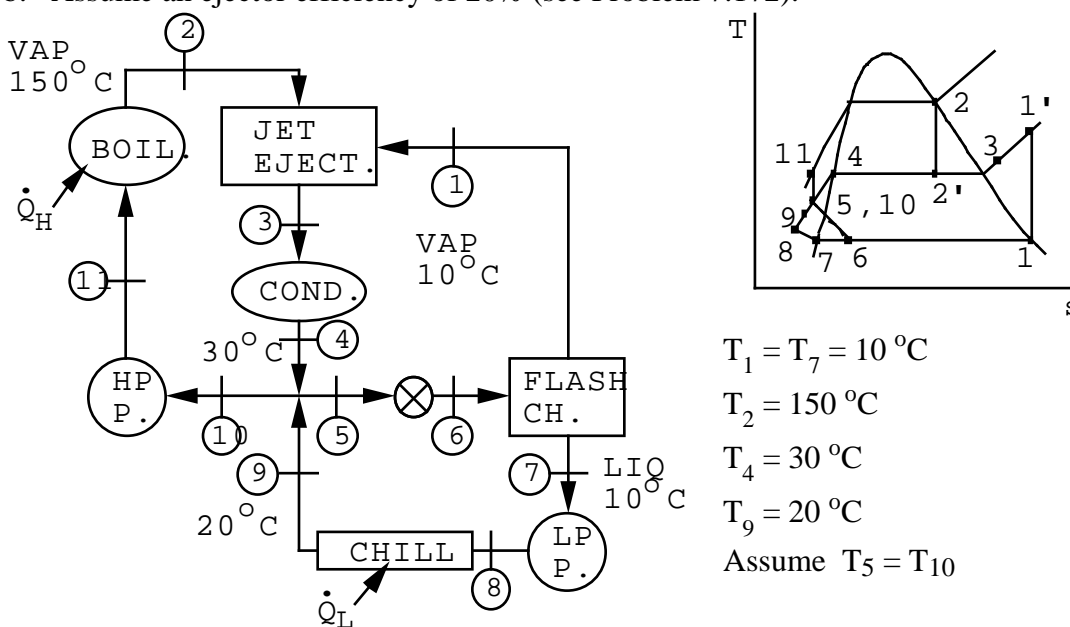 Assume an ejector efficiency of 20% (see Problem
2
VAP
150°C
JET
EJECT.
BOIL.
1
Q̇H
3
VAP
10°C
11
COND.
4
30°C
HP
P.
FLASH
CH.
10
5
6
9
7
LIQ
10°C
20°C
CHILL
LP
P.
8
Q̇L
T
2
1'
3
11
4
2'
5,10
9
8
7
6
1
s
T1 = T7 = 10 °C
T2 = 150 °C
T4 = 30 °C
T9 = 20 °C
Assume T5 = T10